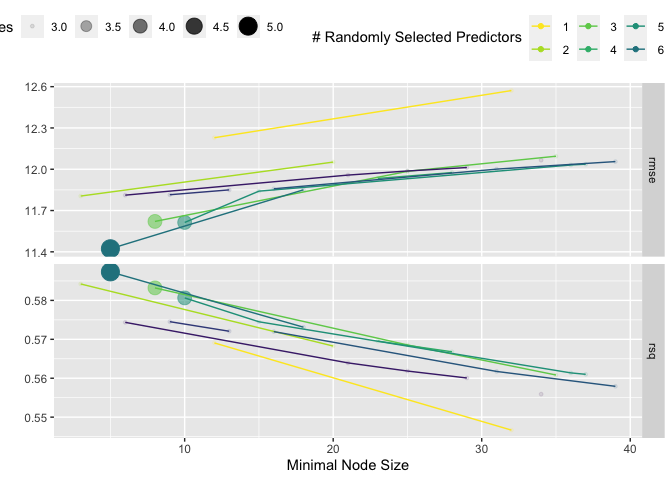 es 3.0 3.5 4.0 4.5 5.0
# Randomly Selected Predictors 1 3 5
2 4 6
12.6
12.3
12.0
11.7
11.4
rmse
0.58
0.57
0.56
0.55
rsq
10 20 30 40
Minimal Node Size